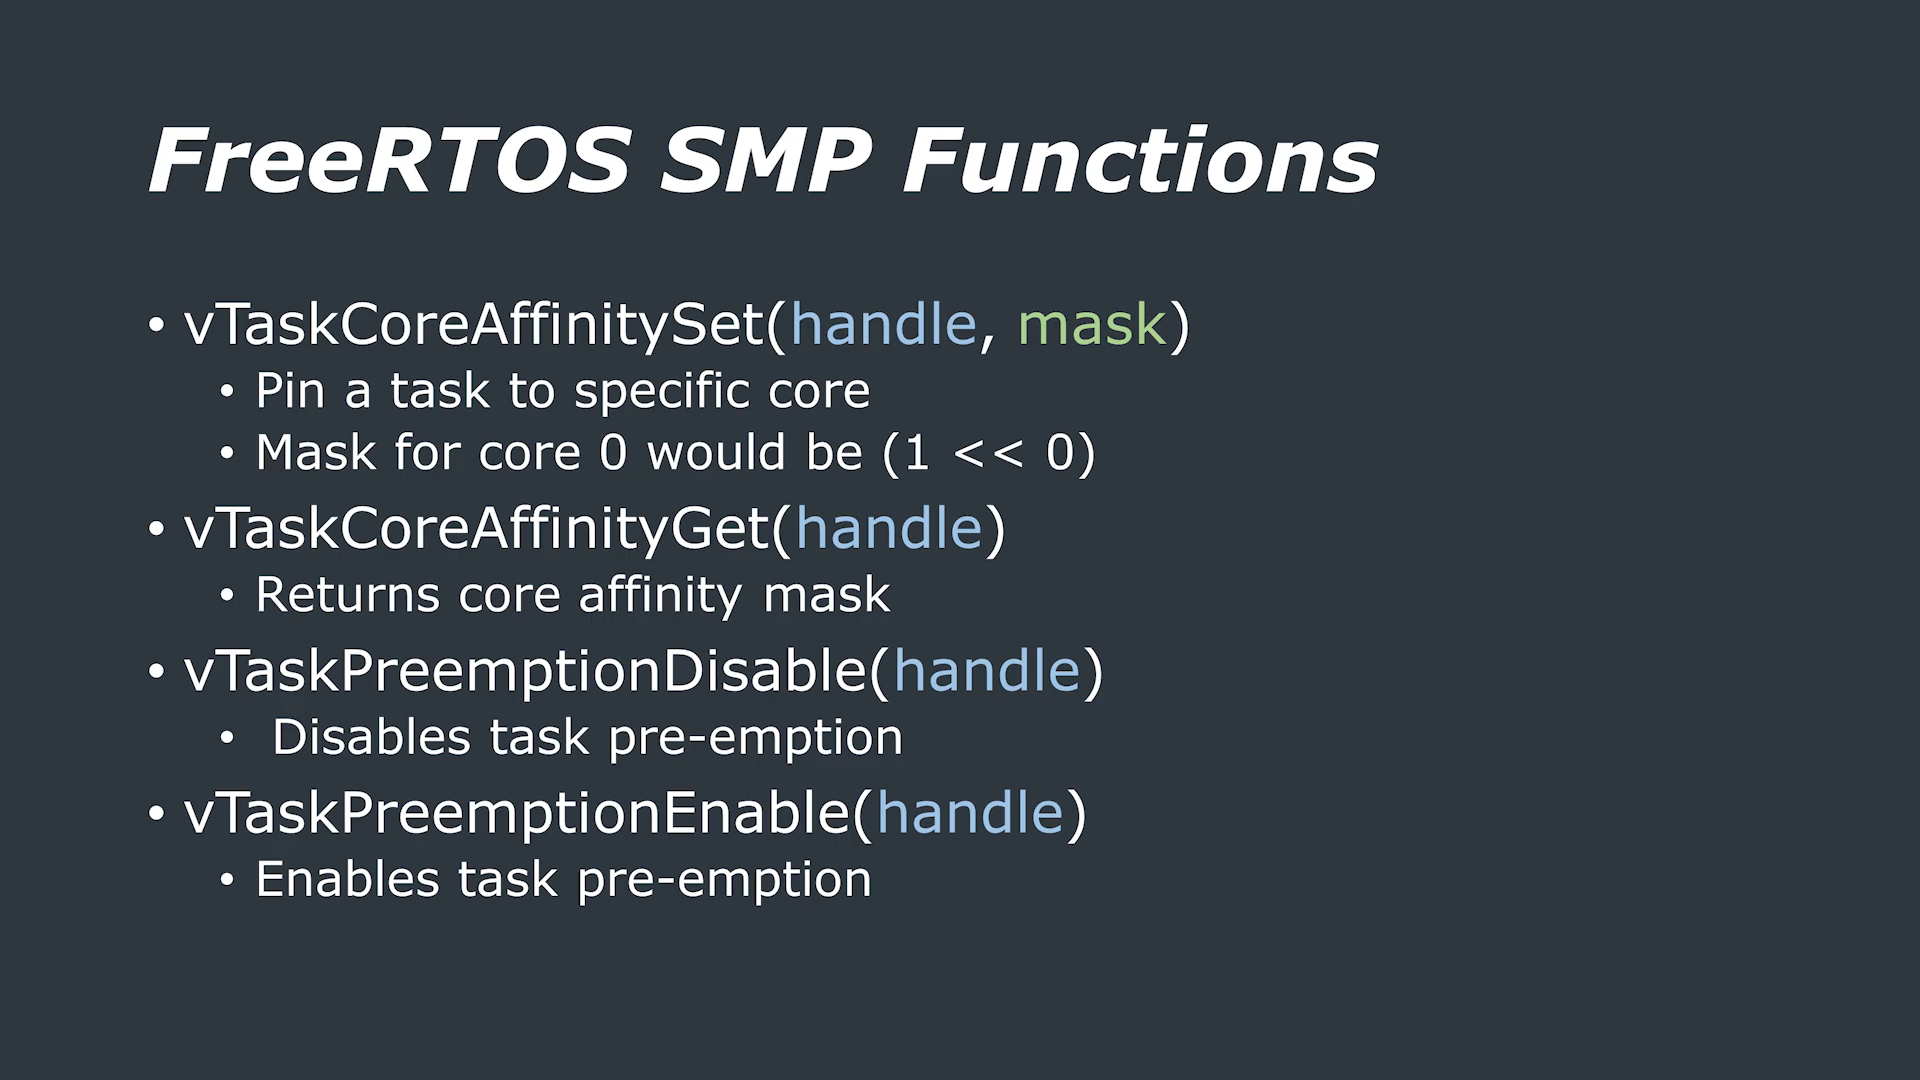 FreeRTOS SMP Functions
• vTaskCoreAffinitySet(handle, mask)
• Pin a task to specific core
• Mask for core 0 would be (1 << 0)
• vTaskCoreAffinityGet(handle)
• Returns core affinity mask
• vTaskPreemptionDisable(handle)
• Disables task pre-emption
• vTaskPreemptionEnable(handle)
• Enables task pre-emption